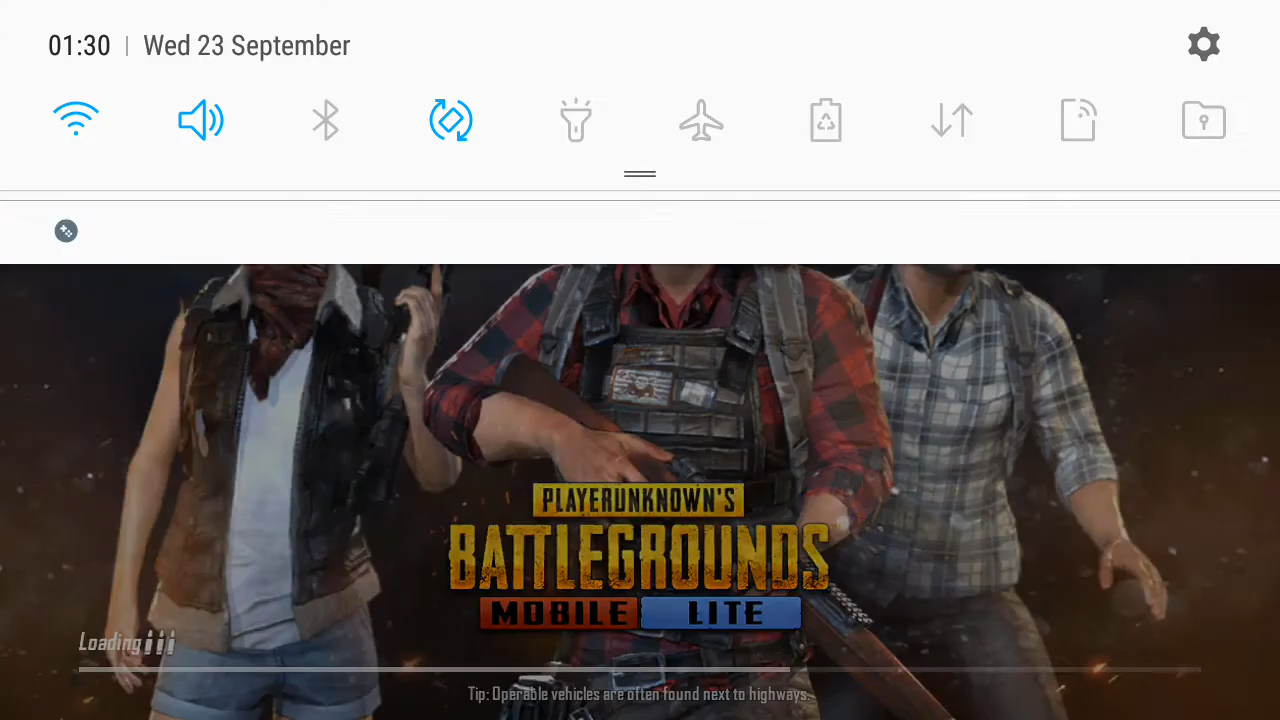 01:30 | Wed 23 September
PLAYERUNKNOWN'S
BATTLEGROUNDS
MOBILE LITE
Loading
Tip: Operable vehicles are often found next to highways.